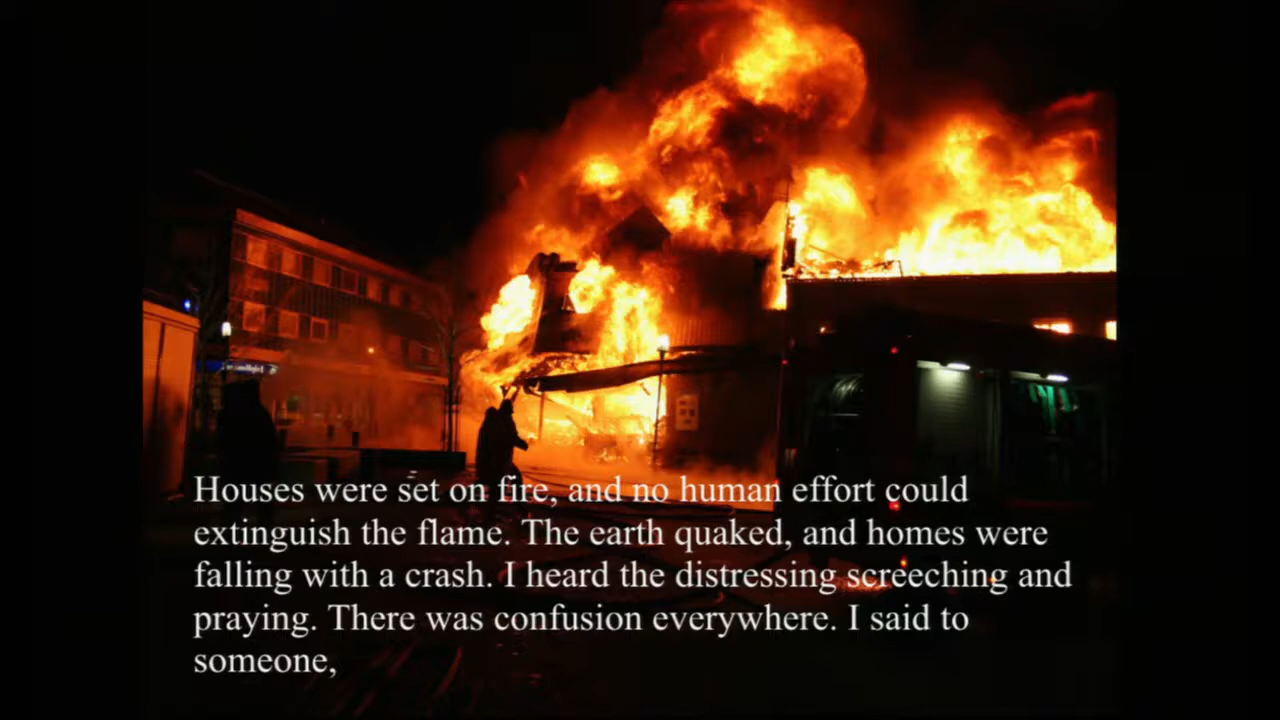 Houses were set on fire, and no human effort could
extinguish the flame. The earth quaked, and homes were
falling with a crash. I heard the distressing screeching and
praying. There was confusion everywhere. I said to
someone,